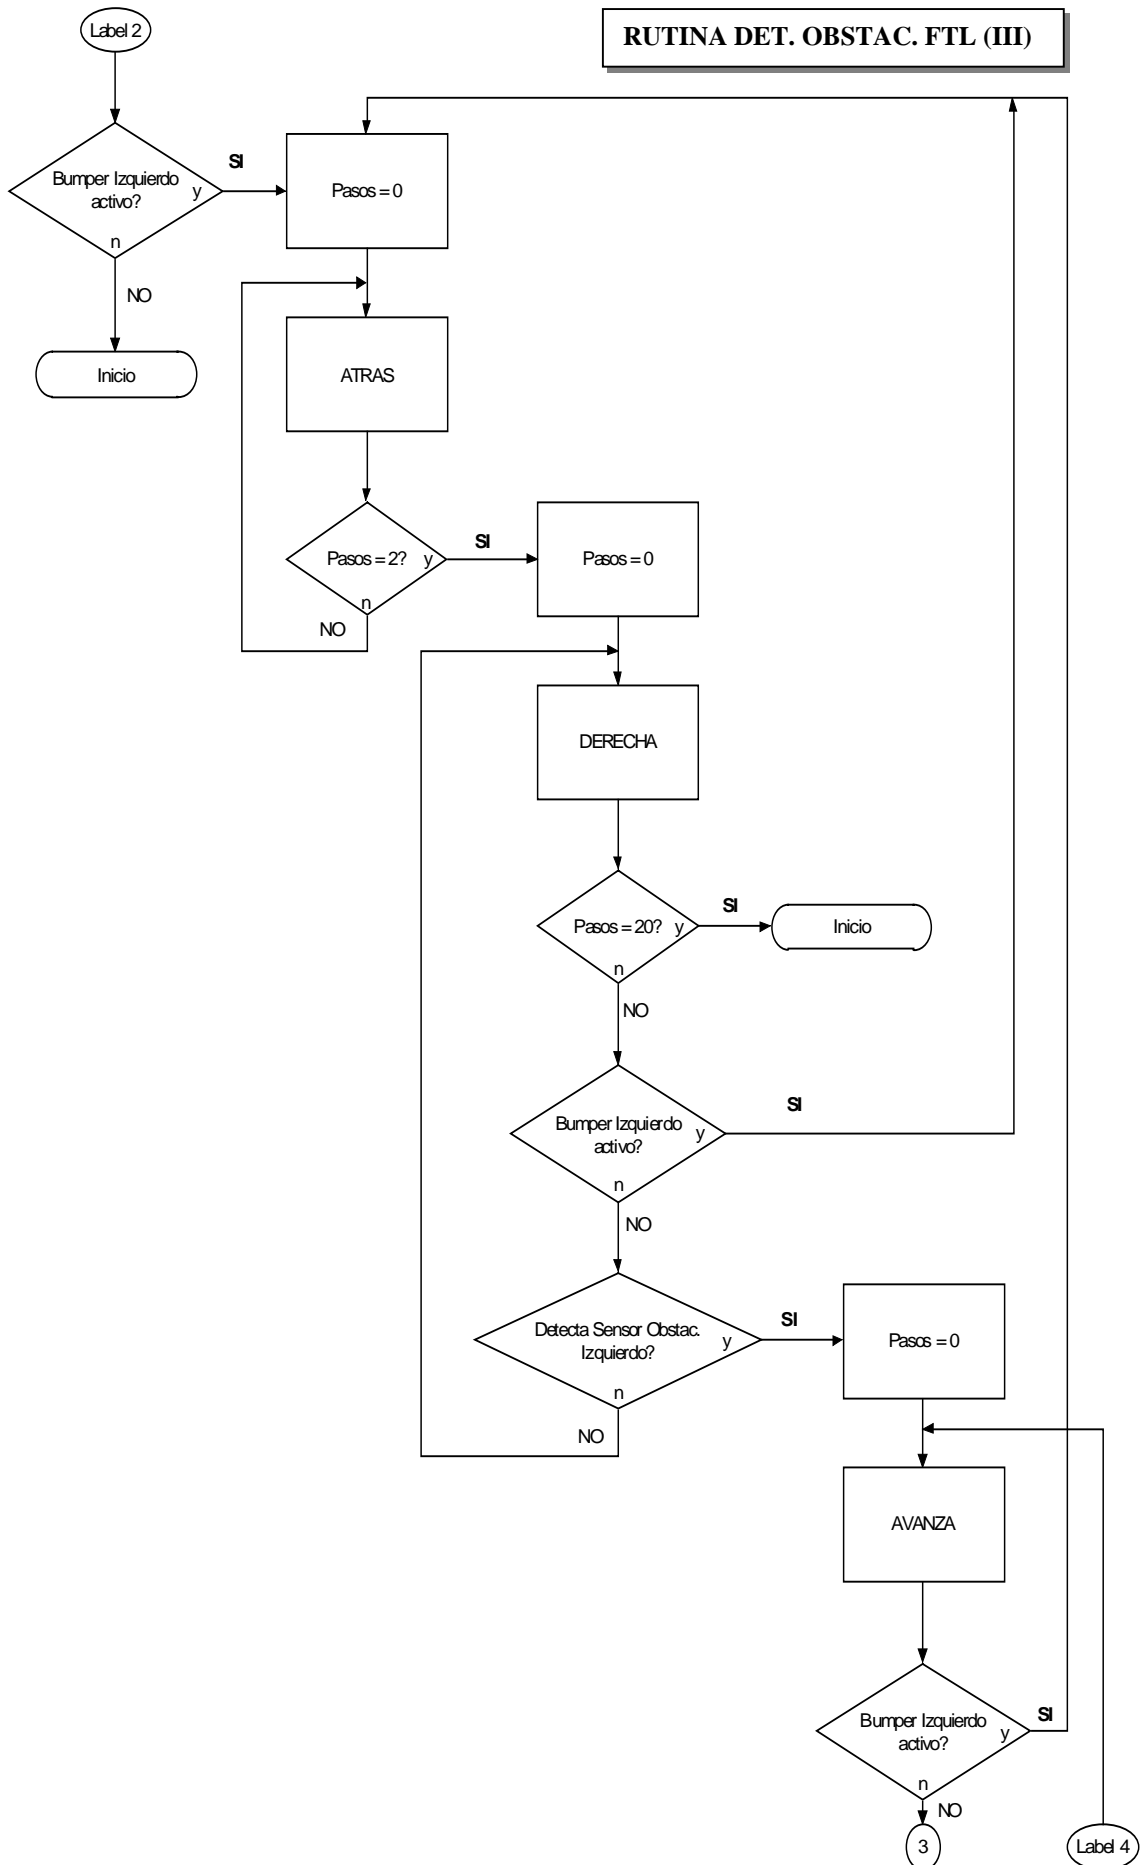 Label 2
RUTINA DET. OBSTAC. FTL (III)
Bumper Izquierdo
activo?
y
n
SI
Pasos = 0
NO
Inicio
ATRAS
Pasos = 2?
y
n
SI
NO
Pasos = 0
DERECHA
Pasos = 20?
y
n
SI
Inicio
NO
Bumper Izquierdo
activo?
y
n
SI
NO
Detecta Sensor Obstac.
Izquierdo?
y
n
SI
Pasos = 0
NO
AVANZA
Bumper Izquierdo
activo?
y
n
SI
NO
3
Label 4